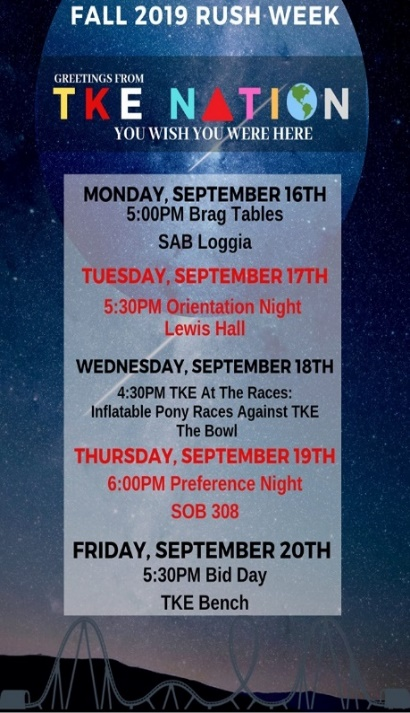 FALL 2019 RUSH WEEK
GREETINGS FROM
TKE NATION
YOU WISH YOU WERE HERE
MONDAY, SEPTEMBER 16TH
5:00PM Brag Tables
SAB Loggia
TUESDAY, SEPTEMBER 17TH
5:30PM Orientation Night
Lewis Hall
WEDNESDAY, SEPTEMBER 18TH
4:30PM TKE At The Races:
Inflatable Pony Races Against TKE
The Bowl
THURSDAY, SEPTEMBER 19TH
6:00PM Preference Night
SOB 308
FRIDAY, SEPTEMBER 20TH
5:30PM Bid Day
TKE Bench